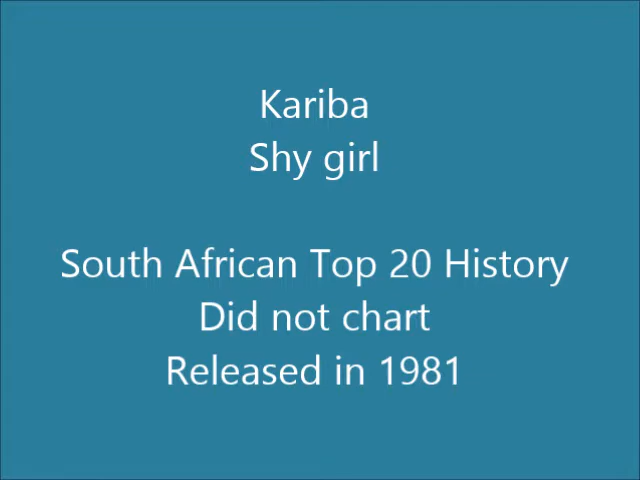 Kariba
Shy girl
South African Top 20 History
Did not chart
Released in 1981